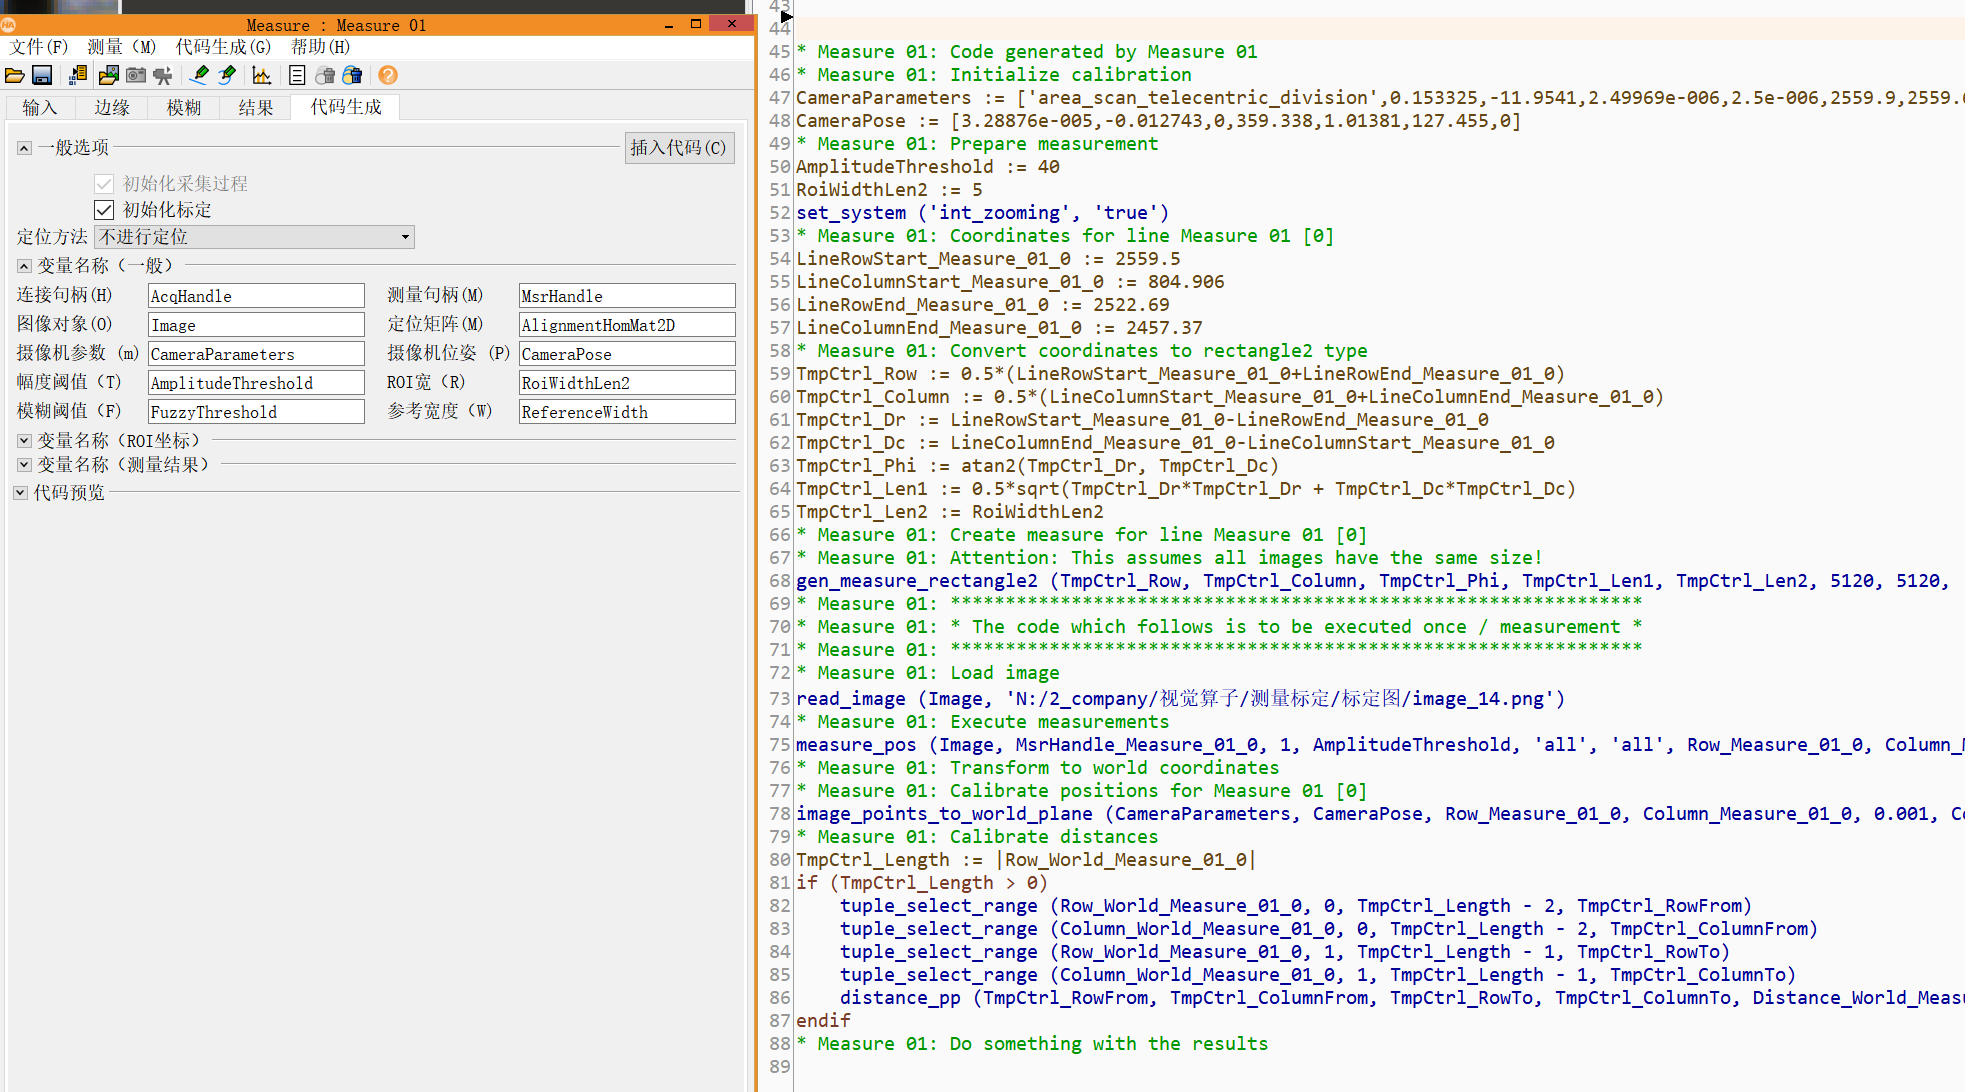 Measure : Measure 01
文件(F) 测量 (M) 代码生成(G) 帮助(H)
输入 边缘 模糊 结果 代码生成
一般选项 插入代码(C)
初始化采集过程
初始化标定
定位方法 不进行定位
变量名称（一般）
连接句柄(H) AcqHandle 测量句柄(M) MsrHandle
图像对象(O) Image 定位矩阵(M) AlignmentHomMat2D
摄像机参数 (m) CameraParameters 摄像机位姿 (P) CameraPose
幅度阈值（T） AmplitudeThreshold ROI宽（R） RoiWidthLen2
模糊阈值（F） FuzzyThreshold 参考宽度（W） ReferenceWidth
变量名称（ROI坐标）
变量名称（测量结果）
代码预览
43
44
45 * Measure 01: Code generated by Measure 01
46 * Measure 01: Initialize calibration
47 CameraParameters := ['area_scan_telecentric_division',0.153325,-11.9541,2.49969e-006,2.5e-006,2559.9,2559.
48 CameraPose := [3.28876e-005,-0.012743,0,359.338,1.01381,127.455,0]
49 * Measure 01: Prepare measurement
50 AmplitudeThreshold := 40
51 RoiWidthLen2 := 5
52 set_system ('int_zooming', 'true')
53 * Measure 01: Coordinates for line Measure 01 [0]
54 LineRowStart_Measure_01_0 := 2559.5
55 LineColumnStart_Measure_01_0 := 804.906
56 LineRowEnd_Measure_01_0 := 2522.69
57 LineColumnEnd_Measure_01_0 := 2457.37
58 * Measure 01: Convert coordinates to rectangle2 type
59 TmpCtrl_Row := 0.5*(LineRowStart_Measure_01_0+LineRowEnd_Measure_01_0)
60 TmpCtrl_Column := 0.5*(LineColumnStart_Measure_01_0+LineColumnEnd_Measure_01_0)
61 TmpCtrl_Dr := LineRowStart_Measure_01_0-LineRowEnd_Measure_01_0
62 TmpCtrl_Dc := LineColumnEnd_Measure_01_0-LineColumnStart_Measure_01_0
63 TmpCtrl_Phi := atan2(TmpCtrl_Dr, TmpCtrl_Dc)
64 TmpCtrl_Len1 := 0.5*sqrt(TmpCtrl_Dr*TmpCtrl_Dr + TmpCtrl_Dc*TmpCtrl_Dc)
65 TmpCtrl_Len2 := RoiWidthLen2
66 * Measure 01: Create measure for line Measure 01 [0]
67 * Measure 01: Attention: This assumes all images have the same size!
68 gen_measure_rectangle2 (TmpCtrl_Row, TmpCtrl_Column, TmpCtrl_Phi, TmpCtrl_Len1, TmpCtrl_Len2, 5120, 5120,
69 * Measure 01: ***************************************************************
70 * Measure 01: * The code which follows is to be executed once / measurement *
71 * Measure 01: ***************************************************************
72 * Measure 01: Load image
73 read_image (Image, 'N:/2_company/视觉算子/测量标定/标定图/image_14.png')
74 * Measure 01: Execute measurements
75 measure_pos (Image, MsrHandle_Measure_01_0, 1, AmplitudeThreshold, 'all', 'all', Row_Measure_01_0, Column_
76 * Measure 01: Transform to world coordinates
77 * Measure 01: Calibrate positions for Measure 01 [0]
78 image_points_to_world_plane (CameraParameters, CameraPose, Row_Measure_01_0, Column_Measure_01_0, 0.001, Co
79 * Measure 01: Calibrate distances
80 TmpCtrl_Length := |Row_World_Measure_01_0|
81 if (TmpCtrl_Length > 0)
82 tuple_select_range (Row_World_Measure_01_0, 0, TmpCtrl_Length - 2, TmpCtrl_RowFrom)
83 tuple_select_range (Column_World_Measure_01_0, 0, TmpCtrl_Length - 2, TmpCtrl_ColumnFrom)
84 tuple_select_range (Row_World_Measure_01_0, 1, TmpCtrl_Length - 1, TmpCtrl_RowTo)
85 tuple_select_range (Column_World_Measure_01_0, 1, TmpCtrl_Length - 1, TmpCtrl_ColumnTo)
86 distance_pp (TmpCtrl_RowFrom, TmpCtrl_ColumnFrom, TmpCtrl_RowTo, TmpCtrl_ColumnTo, Distance_World_Meas
87 endif
88 * Measure 01: Do something with the results
89